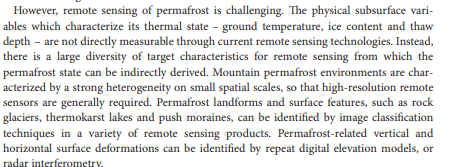 However, remote sensing of permafrost is challenging. The physical subsurface vari-
ables which characterize its thermal state – ground temperature, ice content and thaw
depth – are not directly measurable through current remote sensing technologies. Instead,
there is a large diversity of target characteristics for remote sensing from which the
permafrost state can be indirectly derived. Mountain permafrost environments are char-
acterized by a strong heterogeneity on small spatial scales, so that high-resolution remote
sensors are generally required. Permafrost landforms and surface features, such as rock
glaciers, thermokarst lakes and push moraines, can be identified by image classification
techniques in a variety of remote sensing products. Permafrost-related vertical and
horizontal surface deformations can be identified by repeat digital elevation models, or
radar interferometry.